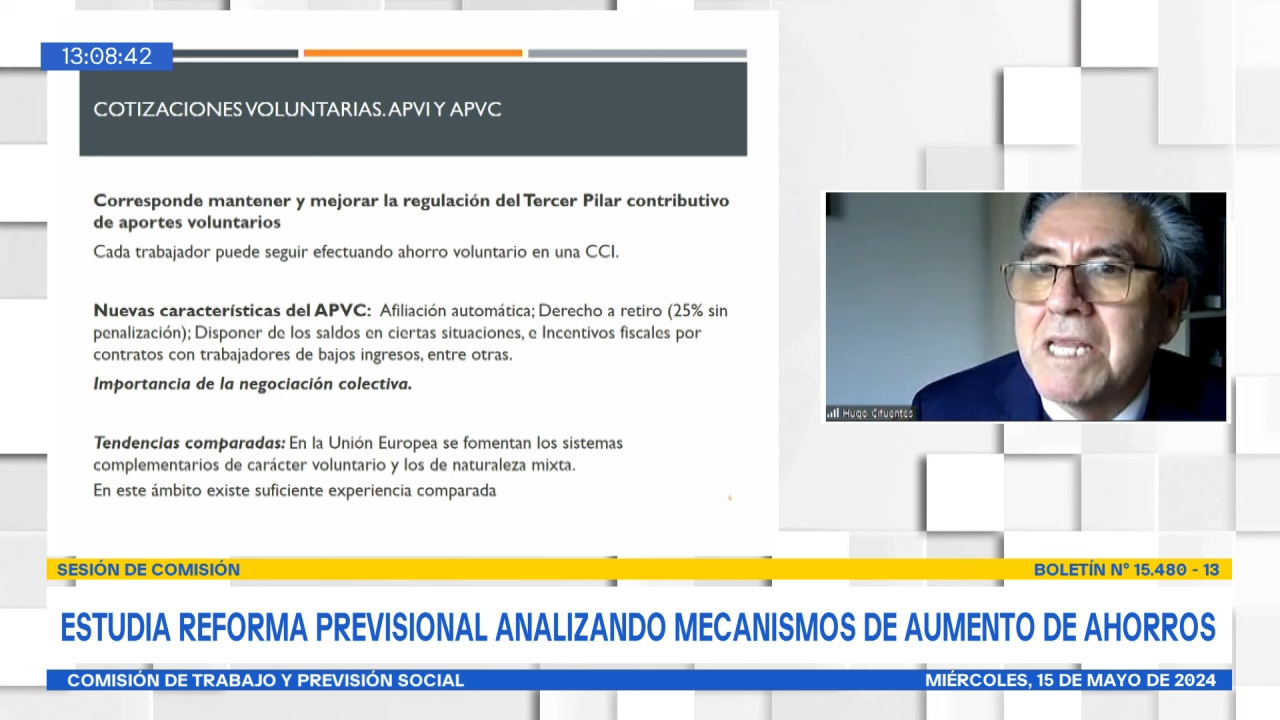 13:08:42
COTIZACIONES VOLUNTARIAS. APVI Y APVC
Corresponde mantener y mejorar la regulación del Tercer Pilar contributivo
de aportes voluntarios
Cada trabajador puede seguir efectuando ahorro voluntario en una CCI.
Nuevas características del APVC: Afiliación automática; Derecho a retiro (25% sin
penalización); Disponer de los saldos en ciertas situaciones, e Incentivos fiscales por
contratos con trabajadores de bajos ingresos, entre otras.
Importancia de la negociación colectiva.
Tendencias comparadas: En la Unión Europea se fomentan los sistemas
complementarios de carácter voluntario y los de naturaleza mixta.
En este ámbito existe suficiente experiencia comparada
Hugo Cifuentes
SESIÓN DE COMISIÓN
BOLETÍN N° 15.480 - 13
ESTUDIA REFORMA PREVISIONAL ANALIZANDO MECANISMOS DE AUMENTO DE AHORROS
COMISIÓN DE TRABAJO Y PREVISIÓN SOCIAL
MIÉRCOLES, 15 DE MAYO DE 2024